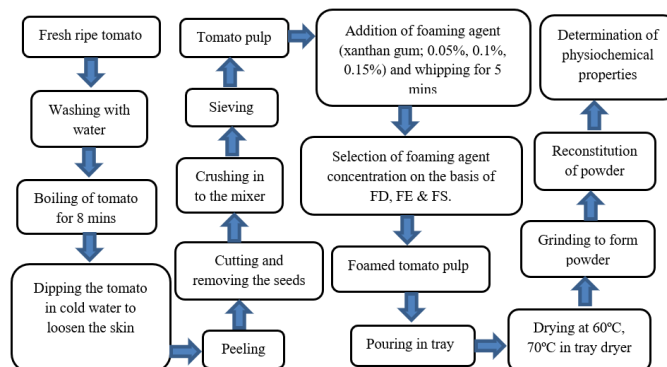 Fresh ripe tomato
Washing with
water
Boiling of tomato
for 8 mins
Dipping the tomato
in cold water to
loosen the skin
Peeling
Cutting and
removing the seeds
Crushing in
to the mixer
Sieving
Tomato pulp
Addition of foaming agent
(xanthan gum; 0.05%, 0.1%,
0.15%) and whipping for 5
mins
Selection of foaming agent
concentration on the basis of
FD, FE & FS.
Foamed tomato pulp
Pouring in tray
Drying at 60ºC,
70ºC in tray dryer
Grinding to form
powder
Reconstitution
of powder
Determination of
physiochemical
properties